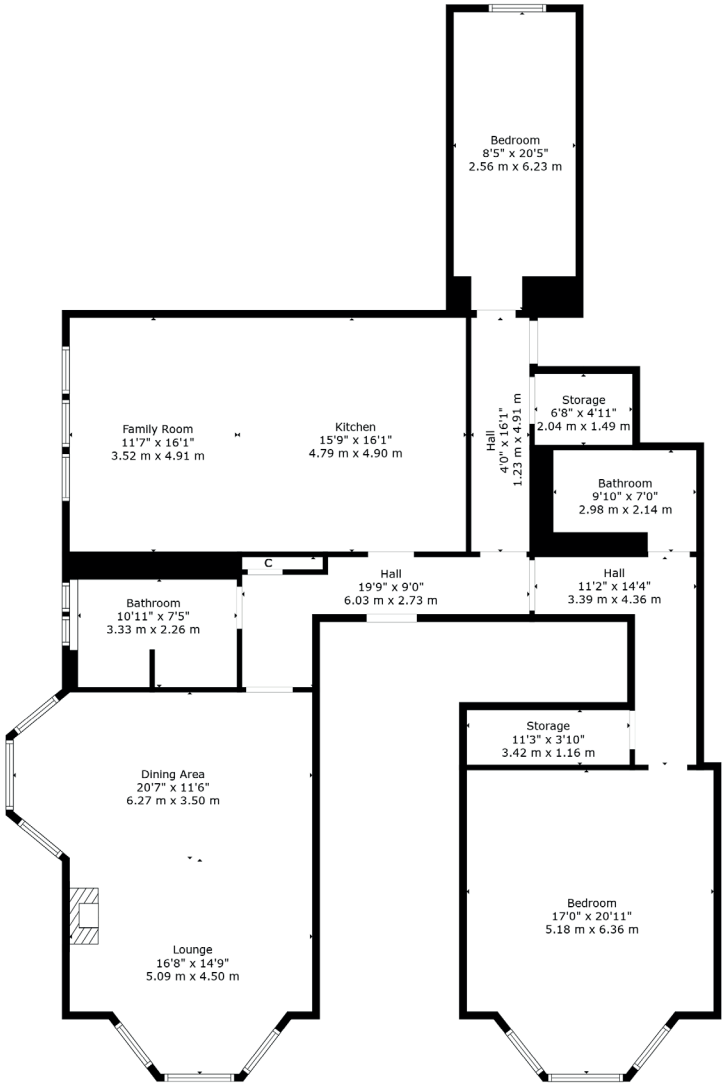 Bedroom
8'5" x 20'5"
2.56 m x 6.23 m
Family Room
11'7" x 16'1"
3.52 m x 4.91 m
Kitchen
15'9" x 16'1"
4.79 m x 4.90 m
Hall
4'0" x 16'1"
1.23 m x 4.91 m
Storage
6'8" x 4'11"
2.04 m x 1.49 m
Bathroom
9'10" x 7'0"
2.98 m x 2.14 m
C
Hall
19'9" x 9'0"
6.03 m x 2.73 m
Hall
11'2" x 14'4"
3.39 m x 4.36 m
Bathroom
10'11" x 7'5"
3.33 m x 2.26 m
Storage
11'3" x 3'10"
3.42 m x 1.16 m
Dining Area
20'7" x 11'6"
6.27 m x 3.50 m
Bedroom
17'0" x 20'11"
5.18 m x 6.36 m
Lounge
16'8" x 14'9"
5.09 m x 4.50 m